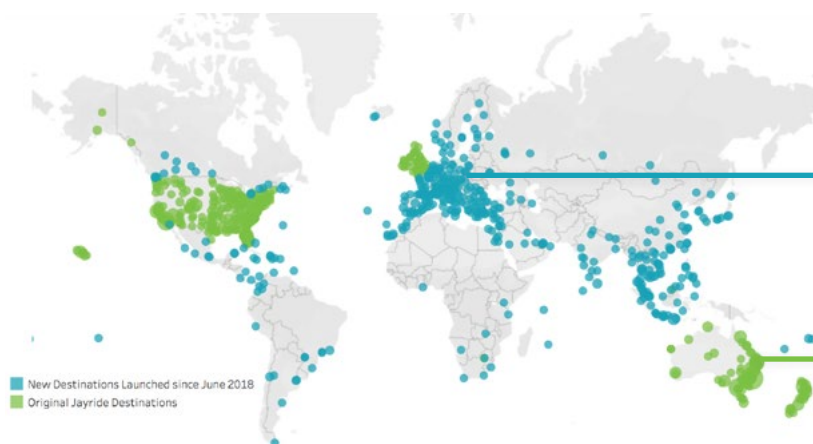 New Destinations Launched since June 2018
Original Jayride Destinations